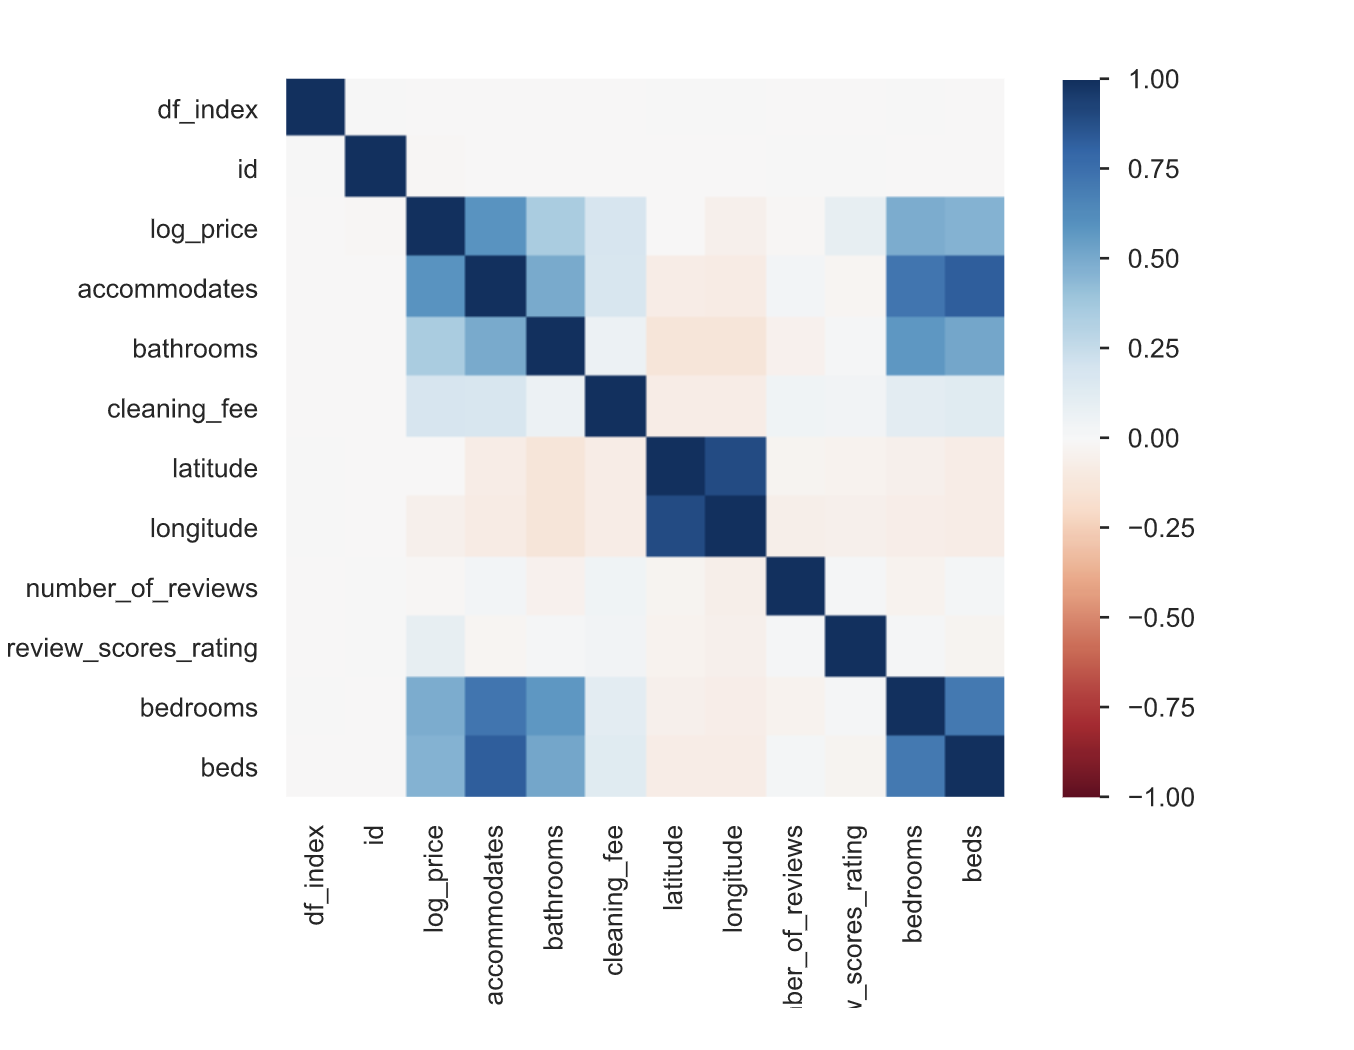 df_index
id
log_price
accommodates
bathrooms
cleaning_fee
latitude
longitude
number_of_reviews
review_scores_rating
bedrooms
beds
1.00
0.75
0.50
0.25
0.00
−0.25
−0.50
−0.75
−1.00
df_index
id
log_price
accommodates
bathrooms
cleaning_fee
latitude
longitude
ber_of_reviews
w_scores_rating
bedrooms
beds